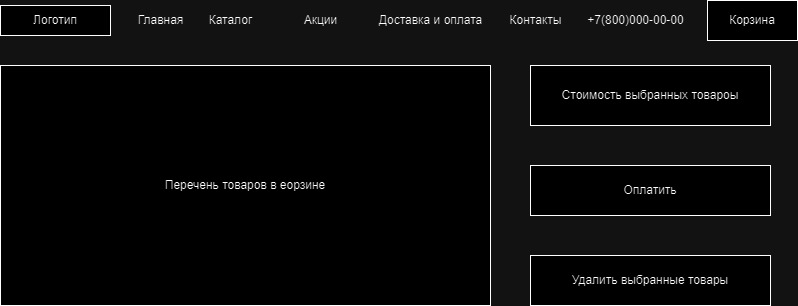 Логотип Главная Каталог Акции Доставка и оплата Контакты +7(800)000-00-00 Корзина
Стоимость выбранных товароы
Перечень товаров в еорзине
Оплатить
Удалить выбранные товары